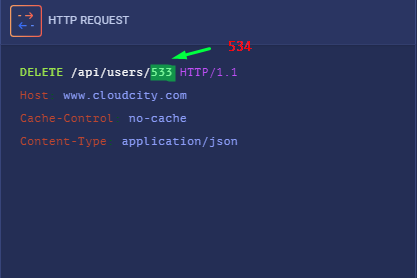 HTTP REQUEST
534
DELETE /api/users/533 HTTP/1.1
Host: www.cloudcity.com
Cache-Control: no-cache
Content-Type: application/json